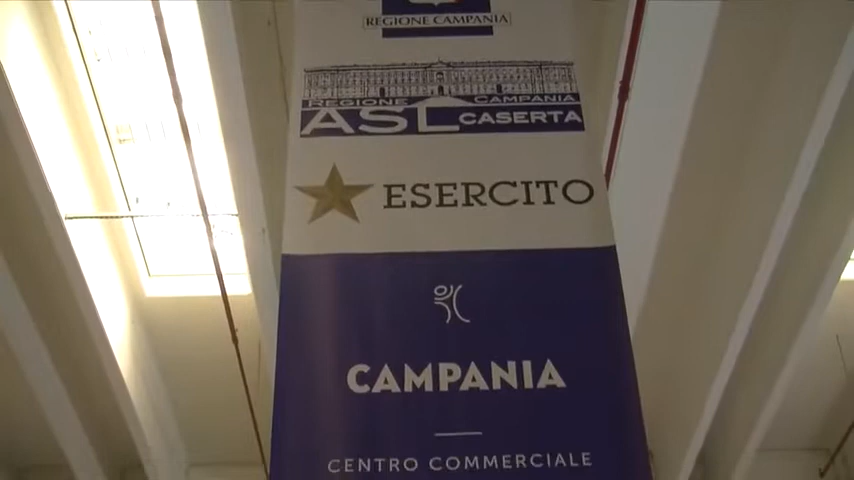 REGIONE CAMPANIA
REGIONE CAMPANIA
ASL CASERTA
ESERCITO
CAMPANIA
CENTRO COMMERCIALE